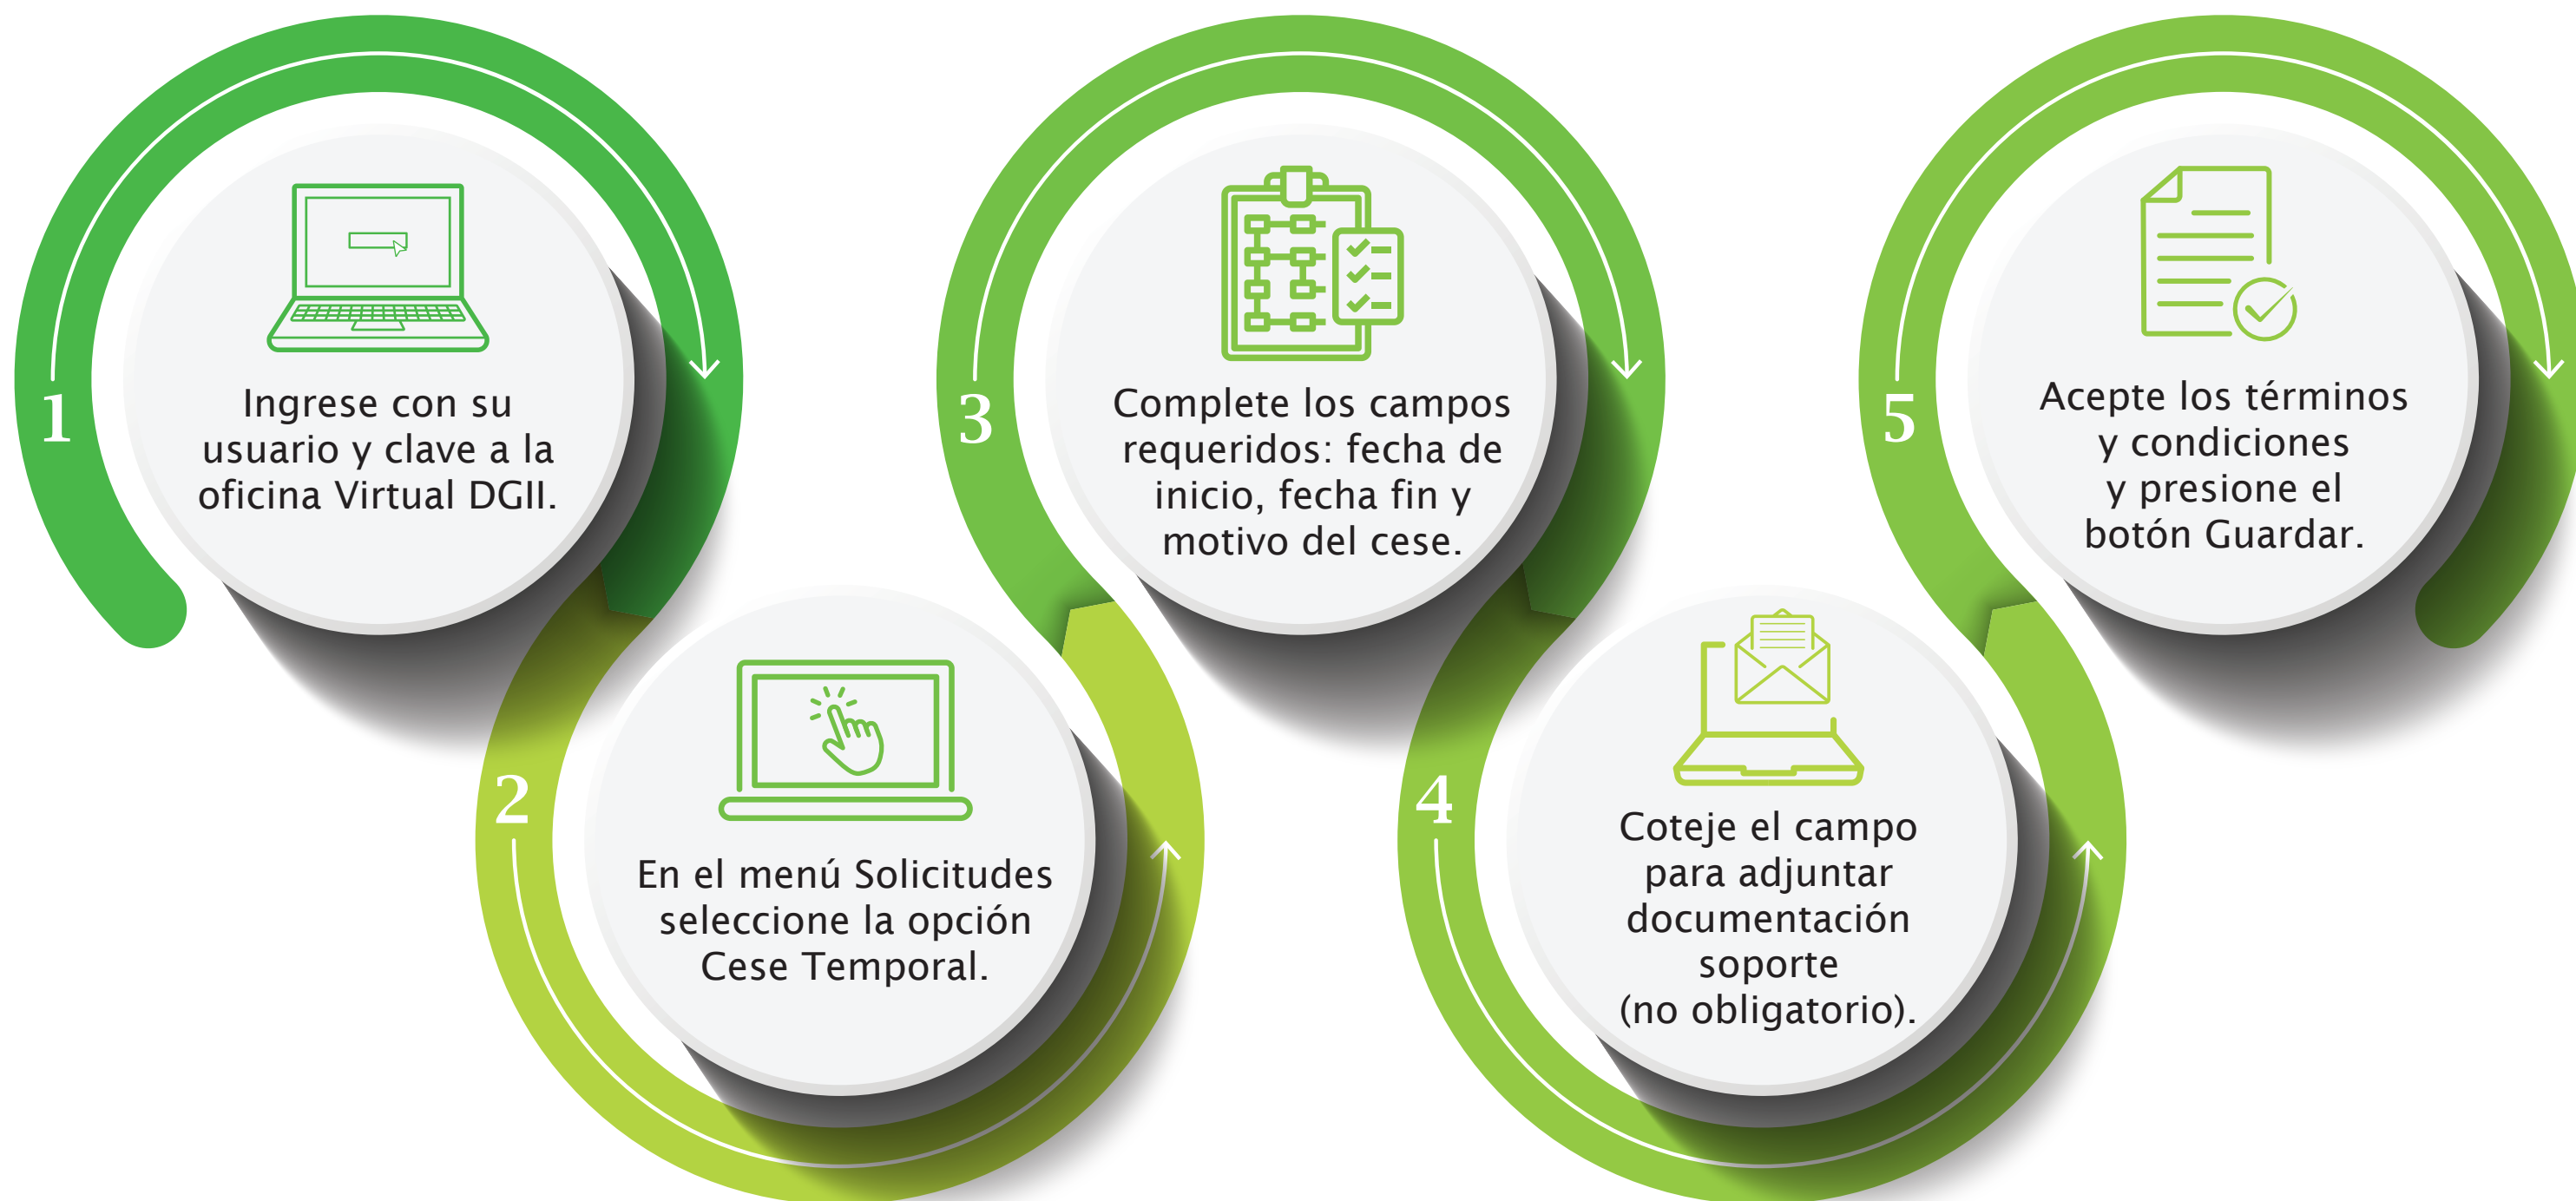 1
Ingrese con su
usuario y clave a la
oficina Virtual DGII.
2
En el menú Solicitudes
seleccione la opción
Cese Temporal.
3
Complete los campos
requeridos: fecha de
inicio, fecha fin y
motivo del cese.
4
Coteje el campo
para adjuntar
documentación
soporte
(no obligatorio).
5
Acepte los términos
y condiciones
y presione el
botón Guardar.